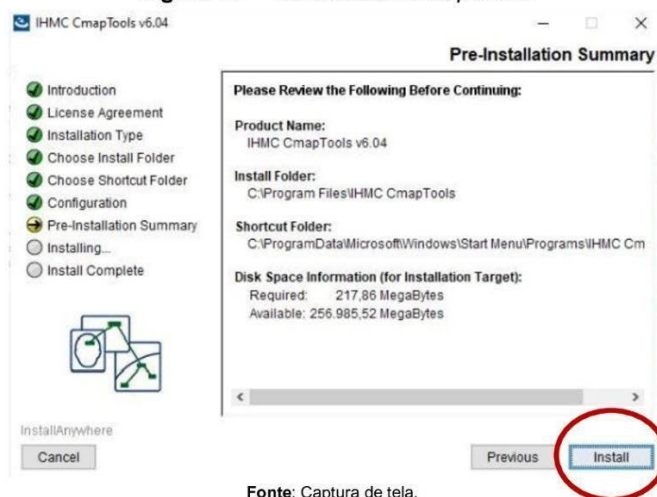 IHMC CmapTools v6.04
Pre-Installation Summary
Introduction
License Agreement
Installation Type
Choose Install Folder
Choose Shortcut Folder
Configuration
Pre-Installation Summary
Installing...
Install Complete
Please Review the Following Before Continuing:
Product Name:
IHMC CmapTools v6.04
Install Folder:
C:\Program Files\IHMC CmapTools
Shortcut Folder:
C:\ProgramData\Microsoft\Windows\Start Menu\Programs\IHMC Cm
Disk Space Information (for Installation Target):
Required: 217,86 MegaBytes
Available: 256.985,52 MegaBytes
InstallAnywhere
Cancel
Previous
Install
Fonte: Captura de tela.